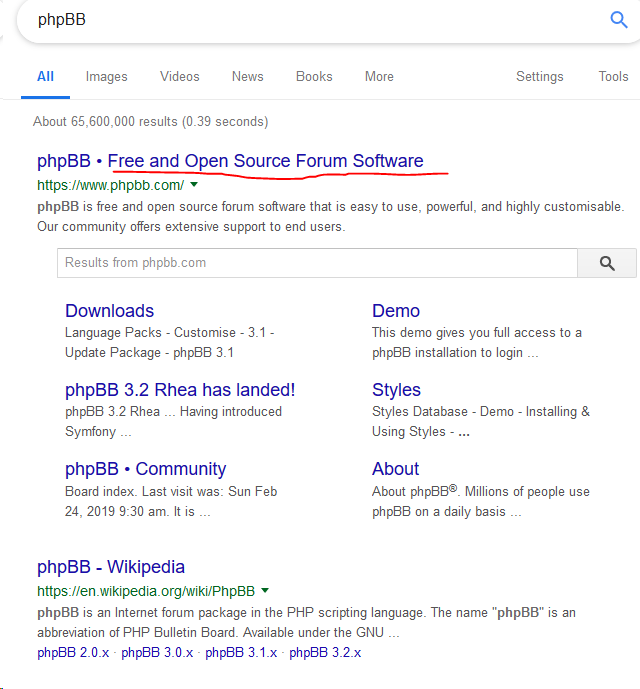 phpBB
All Images Videos News Books More Settings Tools
About 65,600,000 results (0.39 seconds)
phpBB • Free and Open Source Forum Software
https://www.phpbb.com/
phpBB is free and open source forum software that is easy to use, powerful, and highly customisable.
Our community offers extensive support to end users.
Results from phpbb.com
Downloads
Language Packs - Customise - 3.1 -
Update Package - phpBB 3.1
Demo
This demo gives you full access to a
phpBB installation to login ...
phpBB 3.2 Rhea has landed!
phpBB 3.2 Rhea ... Having introduced
Symfony ...
Styles
Styles Database - Demo - Installing &
Using Styles - ...
phpBB • Community
Board index. Last visit was: Sun Feb
24, 2019 9:30 am. It is ...
About
About phpBB®. Millions of people use
phpBB on a daily basis ...
phpBB - Wikipedia
https://en.wikipedia.org/wiki/PhpBB
phpBB is an Internet forum package in the PHP scripting language. The name "phpBB" is an
abbreviation of PHP Bulletin Board. Available under the GNU ...
phpBB 2.0.x · phpBB 3.0.x · phpBB 3.1.x · phpBB 3.2.x